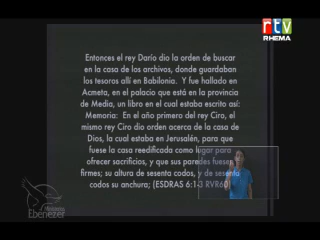 rtv
RHEMA
Entonces el rey Darío dio la orden de buscar
en la casa de los archivos, donde guardaban
los tesoros allí en Babilonia. Y fue hallado en
Acmeta, en el palacio que está en la provincia
de Media, un libro en el cual estaba escrito así:
Memoria: En el año primero del rey Ciro, el
mismo rey Ciro dio orden acerca de la casa de
Dios, la cual estaba en Jerusalén, para que
fuese la casa reedificada como lugar para
ofrecer sacrificios, y que sus paredes fuesen
firmes; su altura de sesenta codos, y de sesenta
codos su anchura; (ESDRAS 6:1-3 RVR60)
Ministerios
Ebenezer